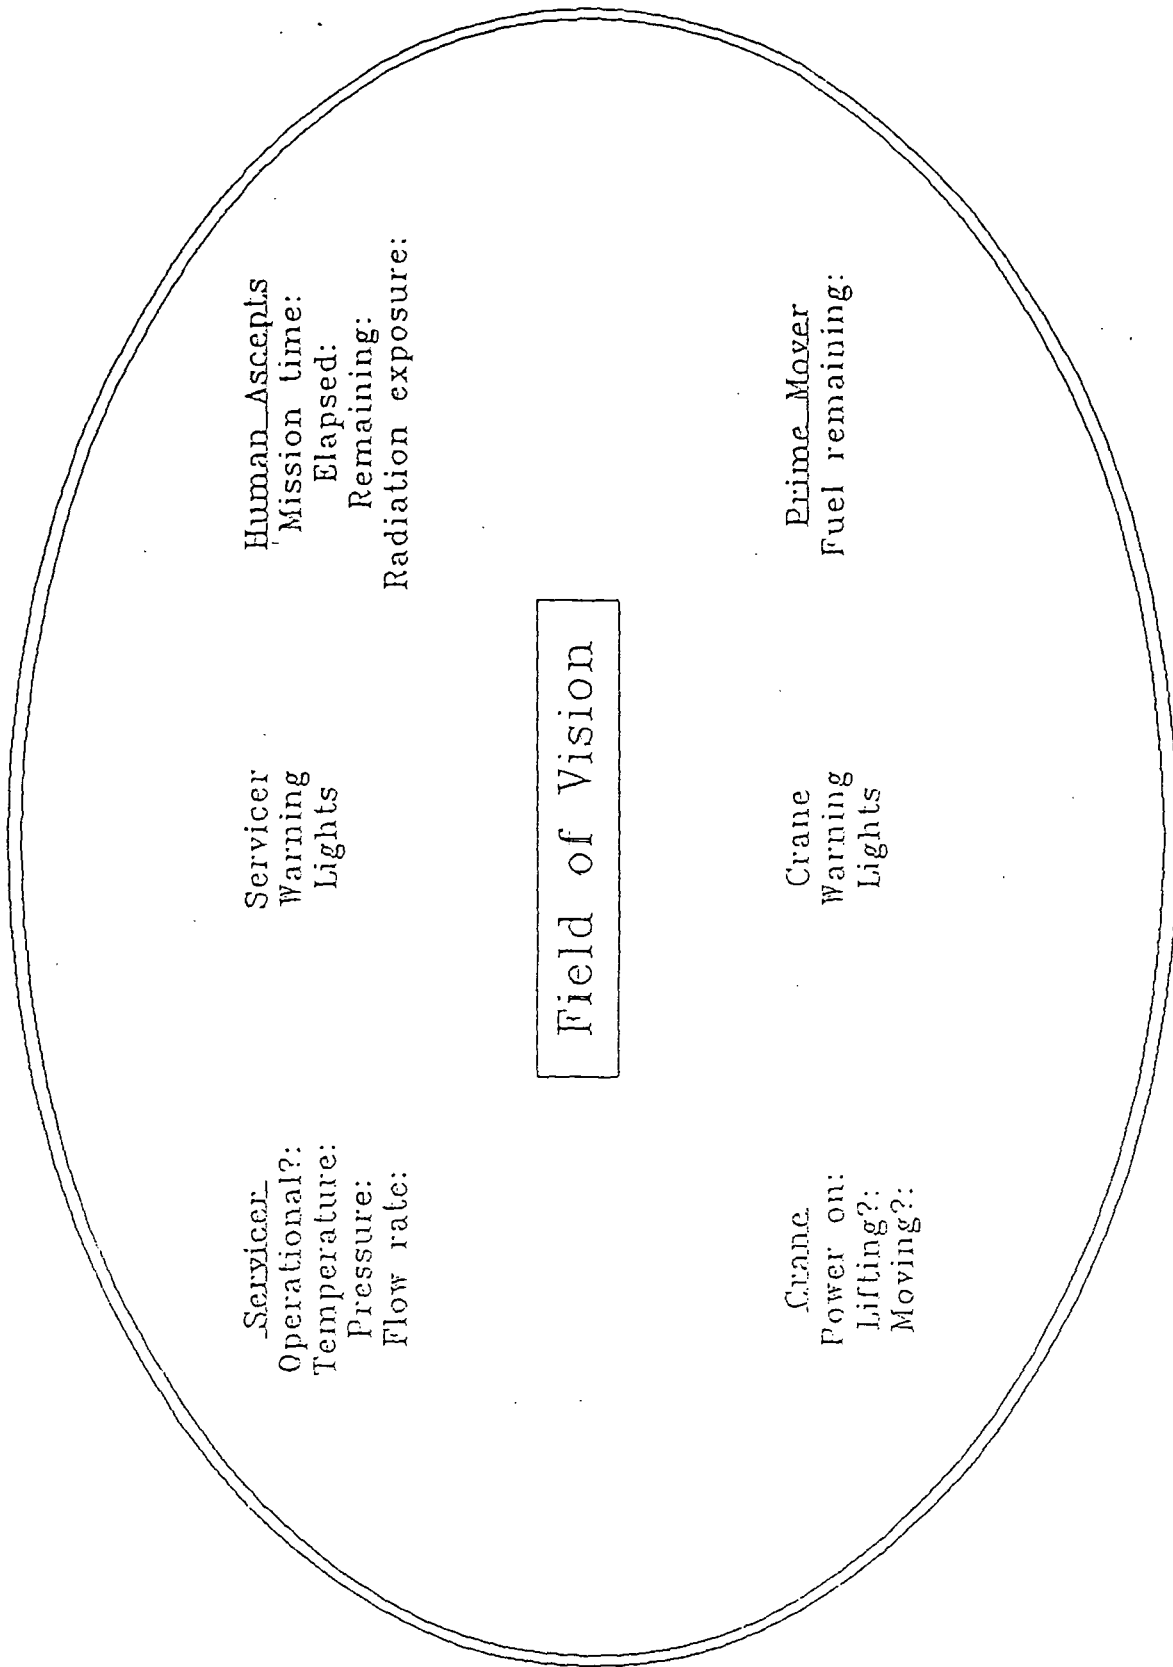 Servicer
Operational?:
Temperature:
Pressure:
Flow rate:
Servicer
Warning
Lights
Human Ascepts
Mission time:
Elapsed:
Remaining:
Radiation exposure:
Field of Vision
Crane
Power on:
Lifting?:
Moving?:
Crane
Warning
Lights
Prime Mover
Fuel remaining: